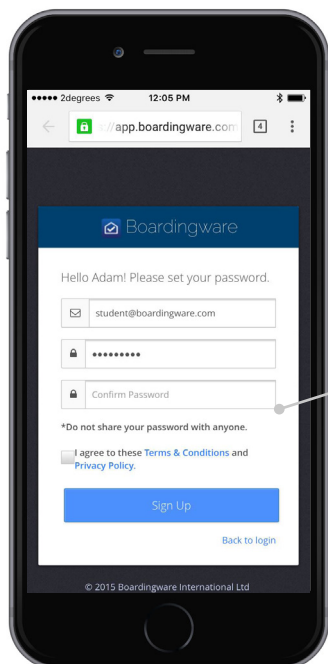 2degrees 12:05 PM
://app.boardingware.com 4
Boardingware
Hello Adam! Please set your password.
student@boardingware.com
•••••••••
Confirm Password
*Do not share your password with anyone.
I agree to these Terms & Conditions and
Privacy Policy.
Sign Up
Back to login
© 2015 Boardingware International Ltd